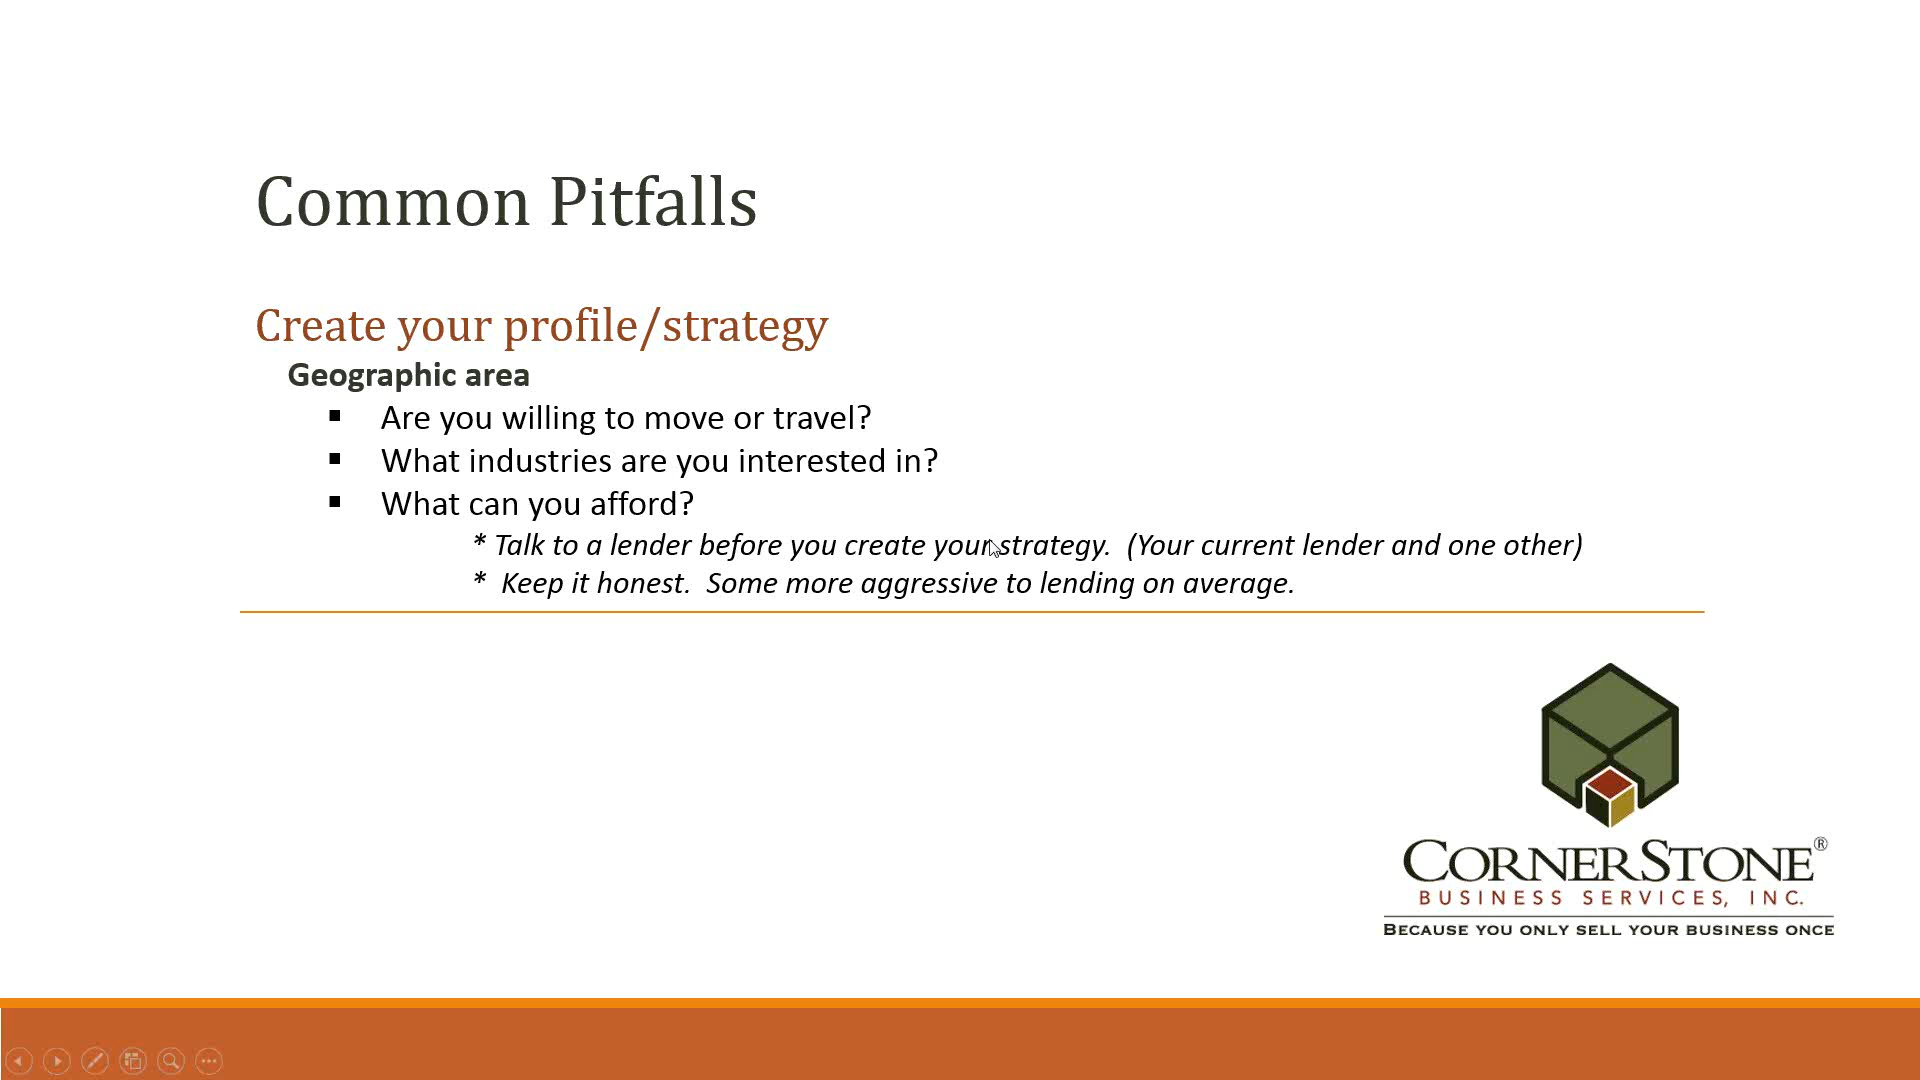 Common Pitfalls
Create your profile/strategy
Geographic area
▪ Are you willing to move or travel?
▪ What industries are you interested in?
▪ What can you afford?
* Talk to a lender before you create your strategy. (Your current lender and one other)
* Keep it honest. Some more aggressive to lending on average.
CORNERSTONE®
BUSINESS SERVICES, INC.
BECAUSE YOU ONLY SELL YOUR BUSINESS ONCE